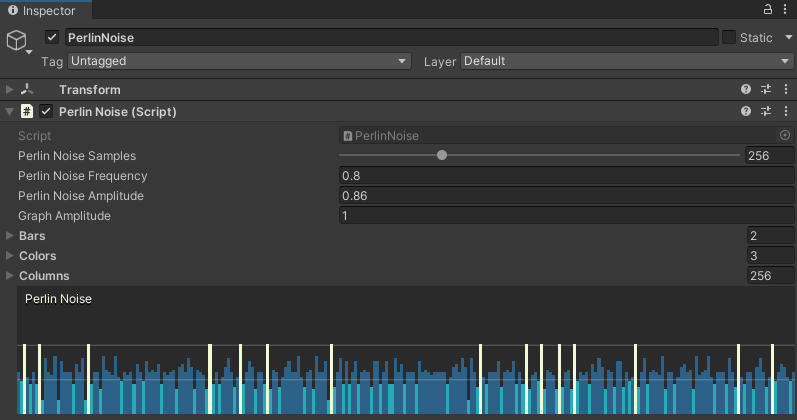 Inspector
PerlinNoise Static
Tag Untagged Layer Default
Transform
# Perlin Noise (Script)
Script # PerlinNoise
Perlin Noise Samples 256
Perlin Noise Frequency 0.8
Perlin Noise Amplitude 0.86
Graph Amplitude 1
Bars 2
Colors 3
Columns 256
Perlin Noise